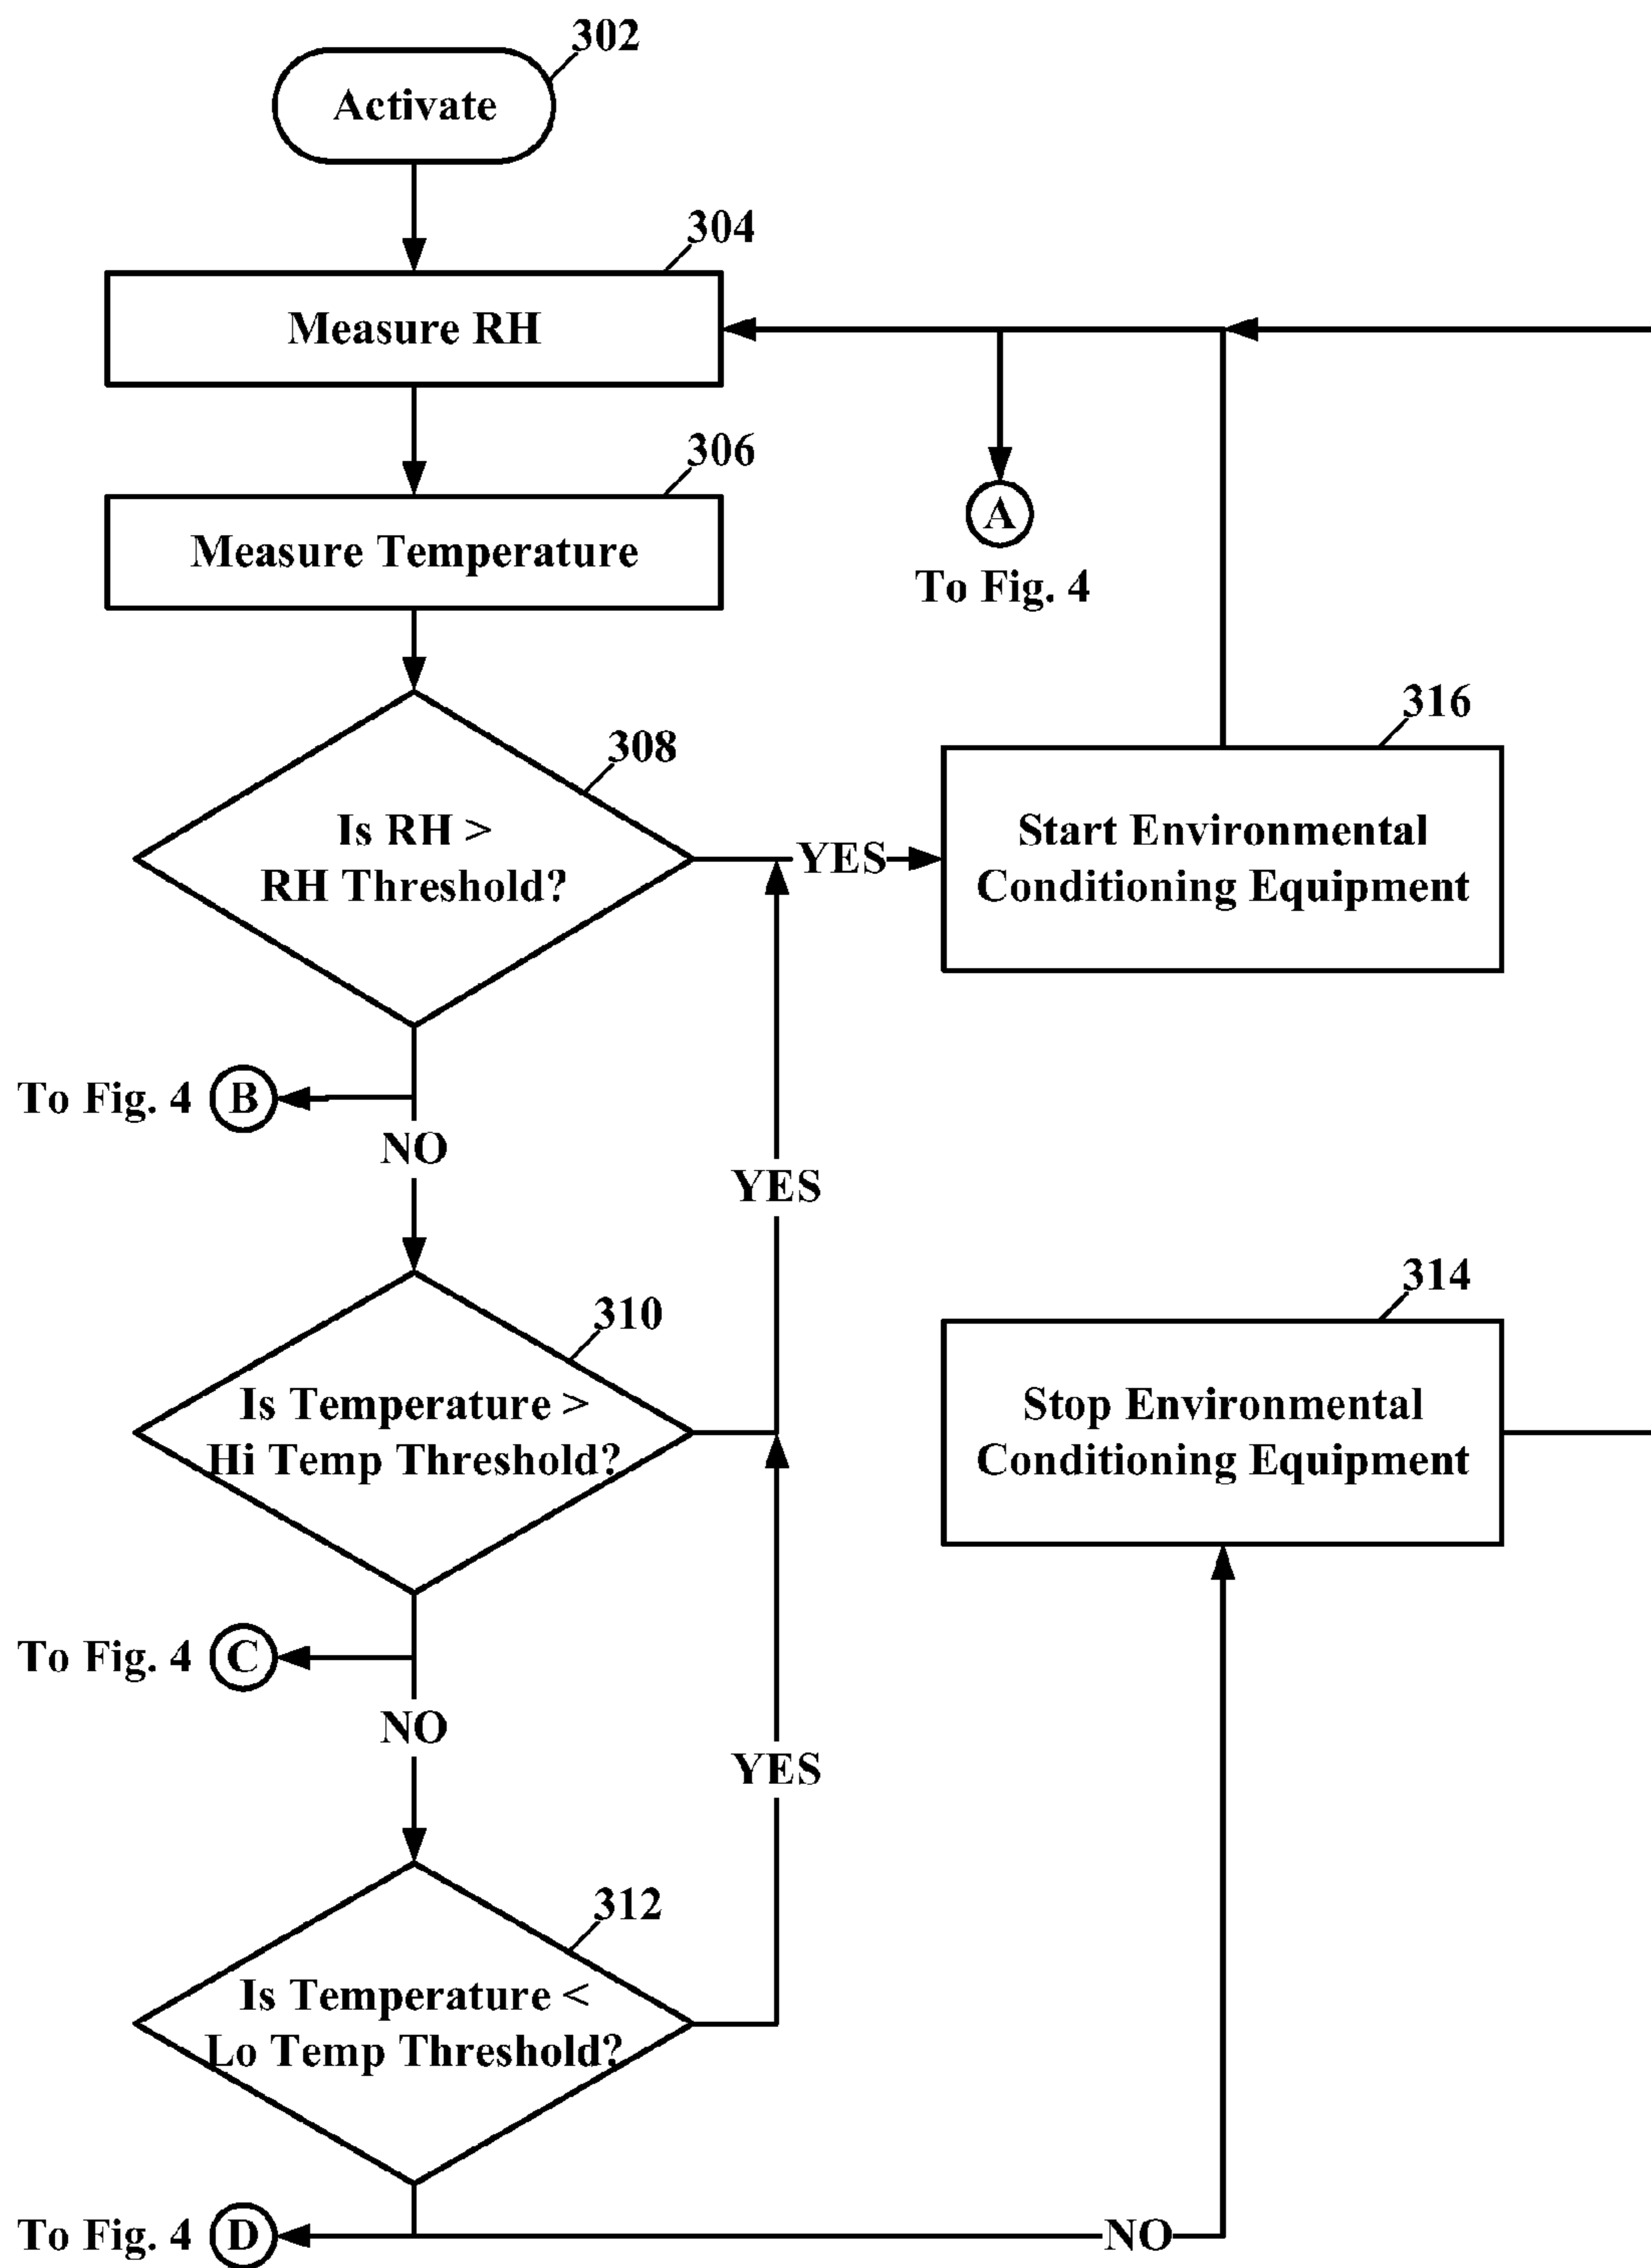 302
Activate
304
Measure RH
306
Measure Temperature
A
To Fig. 4
308
Is RH >
RH Threshold?
YES
316
Start Environmental
Conditioning Equipment
To Fig. 4 B
NO
YES
310
Is Temperature >
Hi Temp Threshold?
314
Stop Environmental
Conditioning Equipment
To Fig. 4 C
NO
YES
312
Is Temperature <
Lo Temp Threshold?
To Fig. 4 D
NO